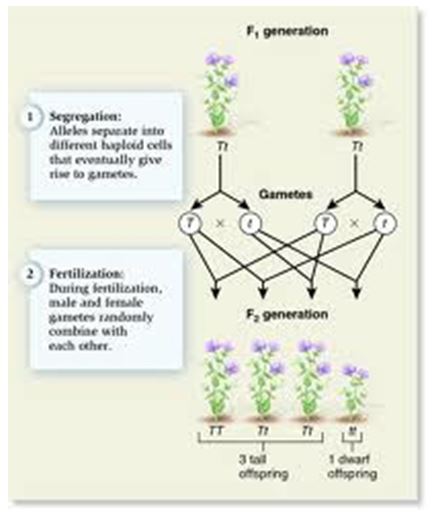 F1 generation
1 Segregation:
Alleles separate into
different haploid cells
that eventually give
rise to gametes.
Tt
Tt
Gametes
T × t
T × t
2 Fertilization:
During fertilization,
male and female
gametes randomly
combine with
each other.
F2 generation
TT Tt Tt tt
3 tall
offspring
1 dwarf
offspring